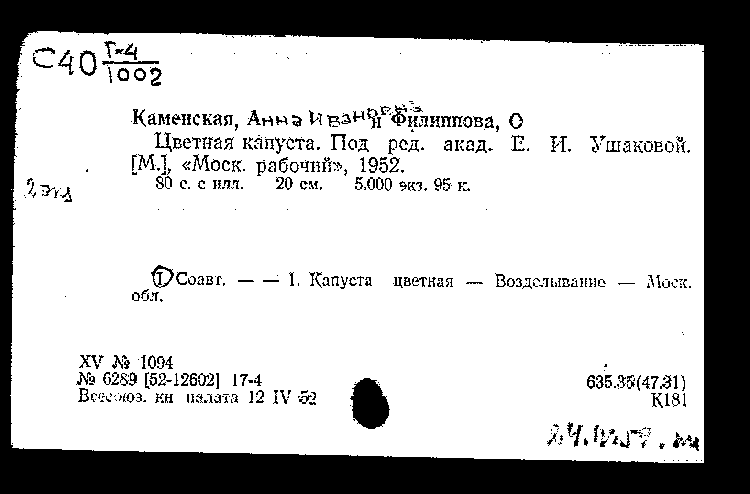 С40 Г-4
1002
Каменская, Анна Ивановна и Филиппова, О
Цветная капуста. Под ред. акад. Е. И. Ушаковой.
[М.], «Моск. рабочий», 1952.
80 с. с илл. 20 см. 5.000 экз. 95 к.
2 экз
I Соавт. — — 1. Капуста цветная — Возделывание — Моск.
обл.
XV № 1094
№ 6289 [52-12602] 17-4
Всесоюз. кн палата 12 IV 52
635.35(47.31)
К181